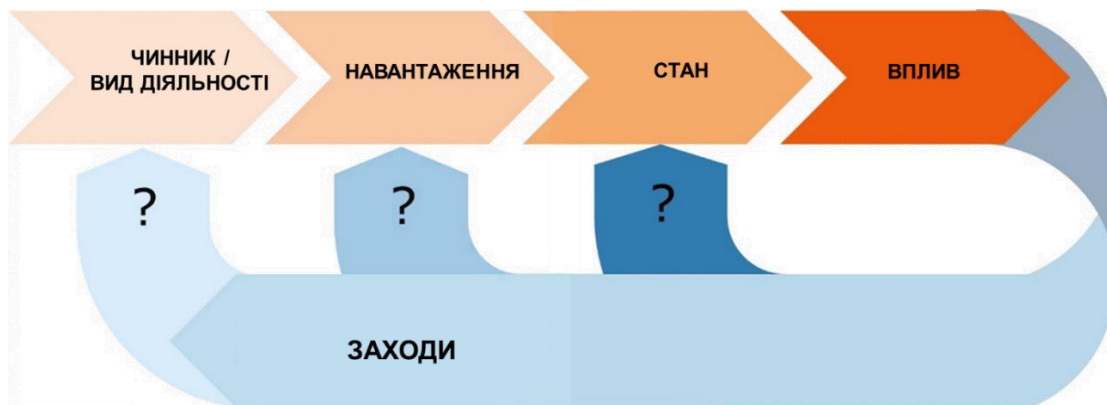 ЧИННИК /
ВИД ДІЯЛЬНОСТІ
НАВАНТАЖЕННЯ
СТАН
ВПЛИВ
?
?
?
ЗАХОДИ